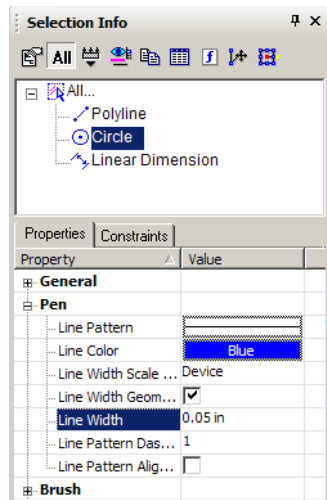 Selection Info
All
f
All...
Polyline
Circle
Linear Dimension
Properties Constraints
Property Value
General
Pen
Line Pattern
Line Color Blue
Line Width Scale ... Device
Line Width Geom...
Line Width 0.05 in
Line Pattern Das... 1
Line Pattern Alig...
Brush